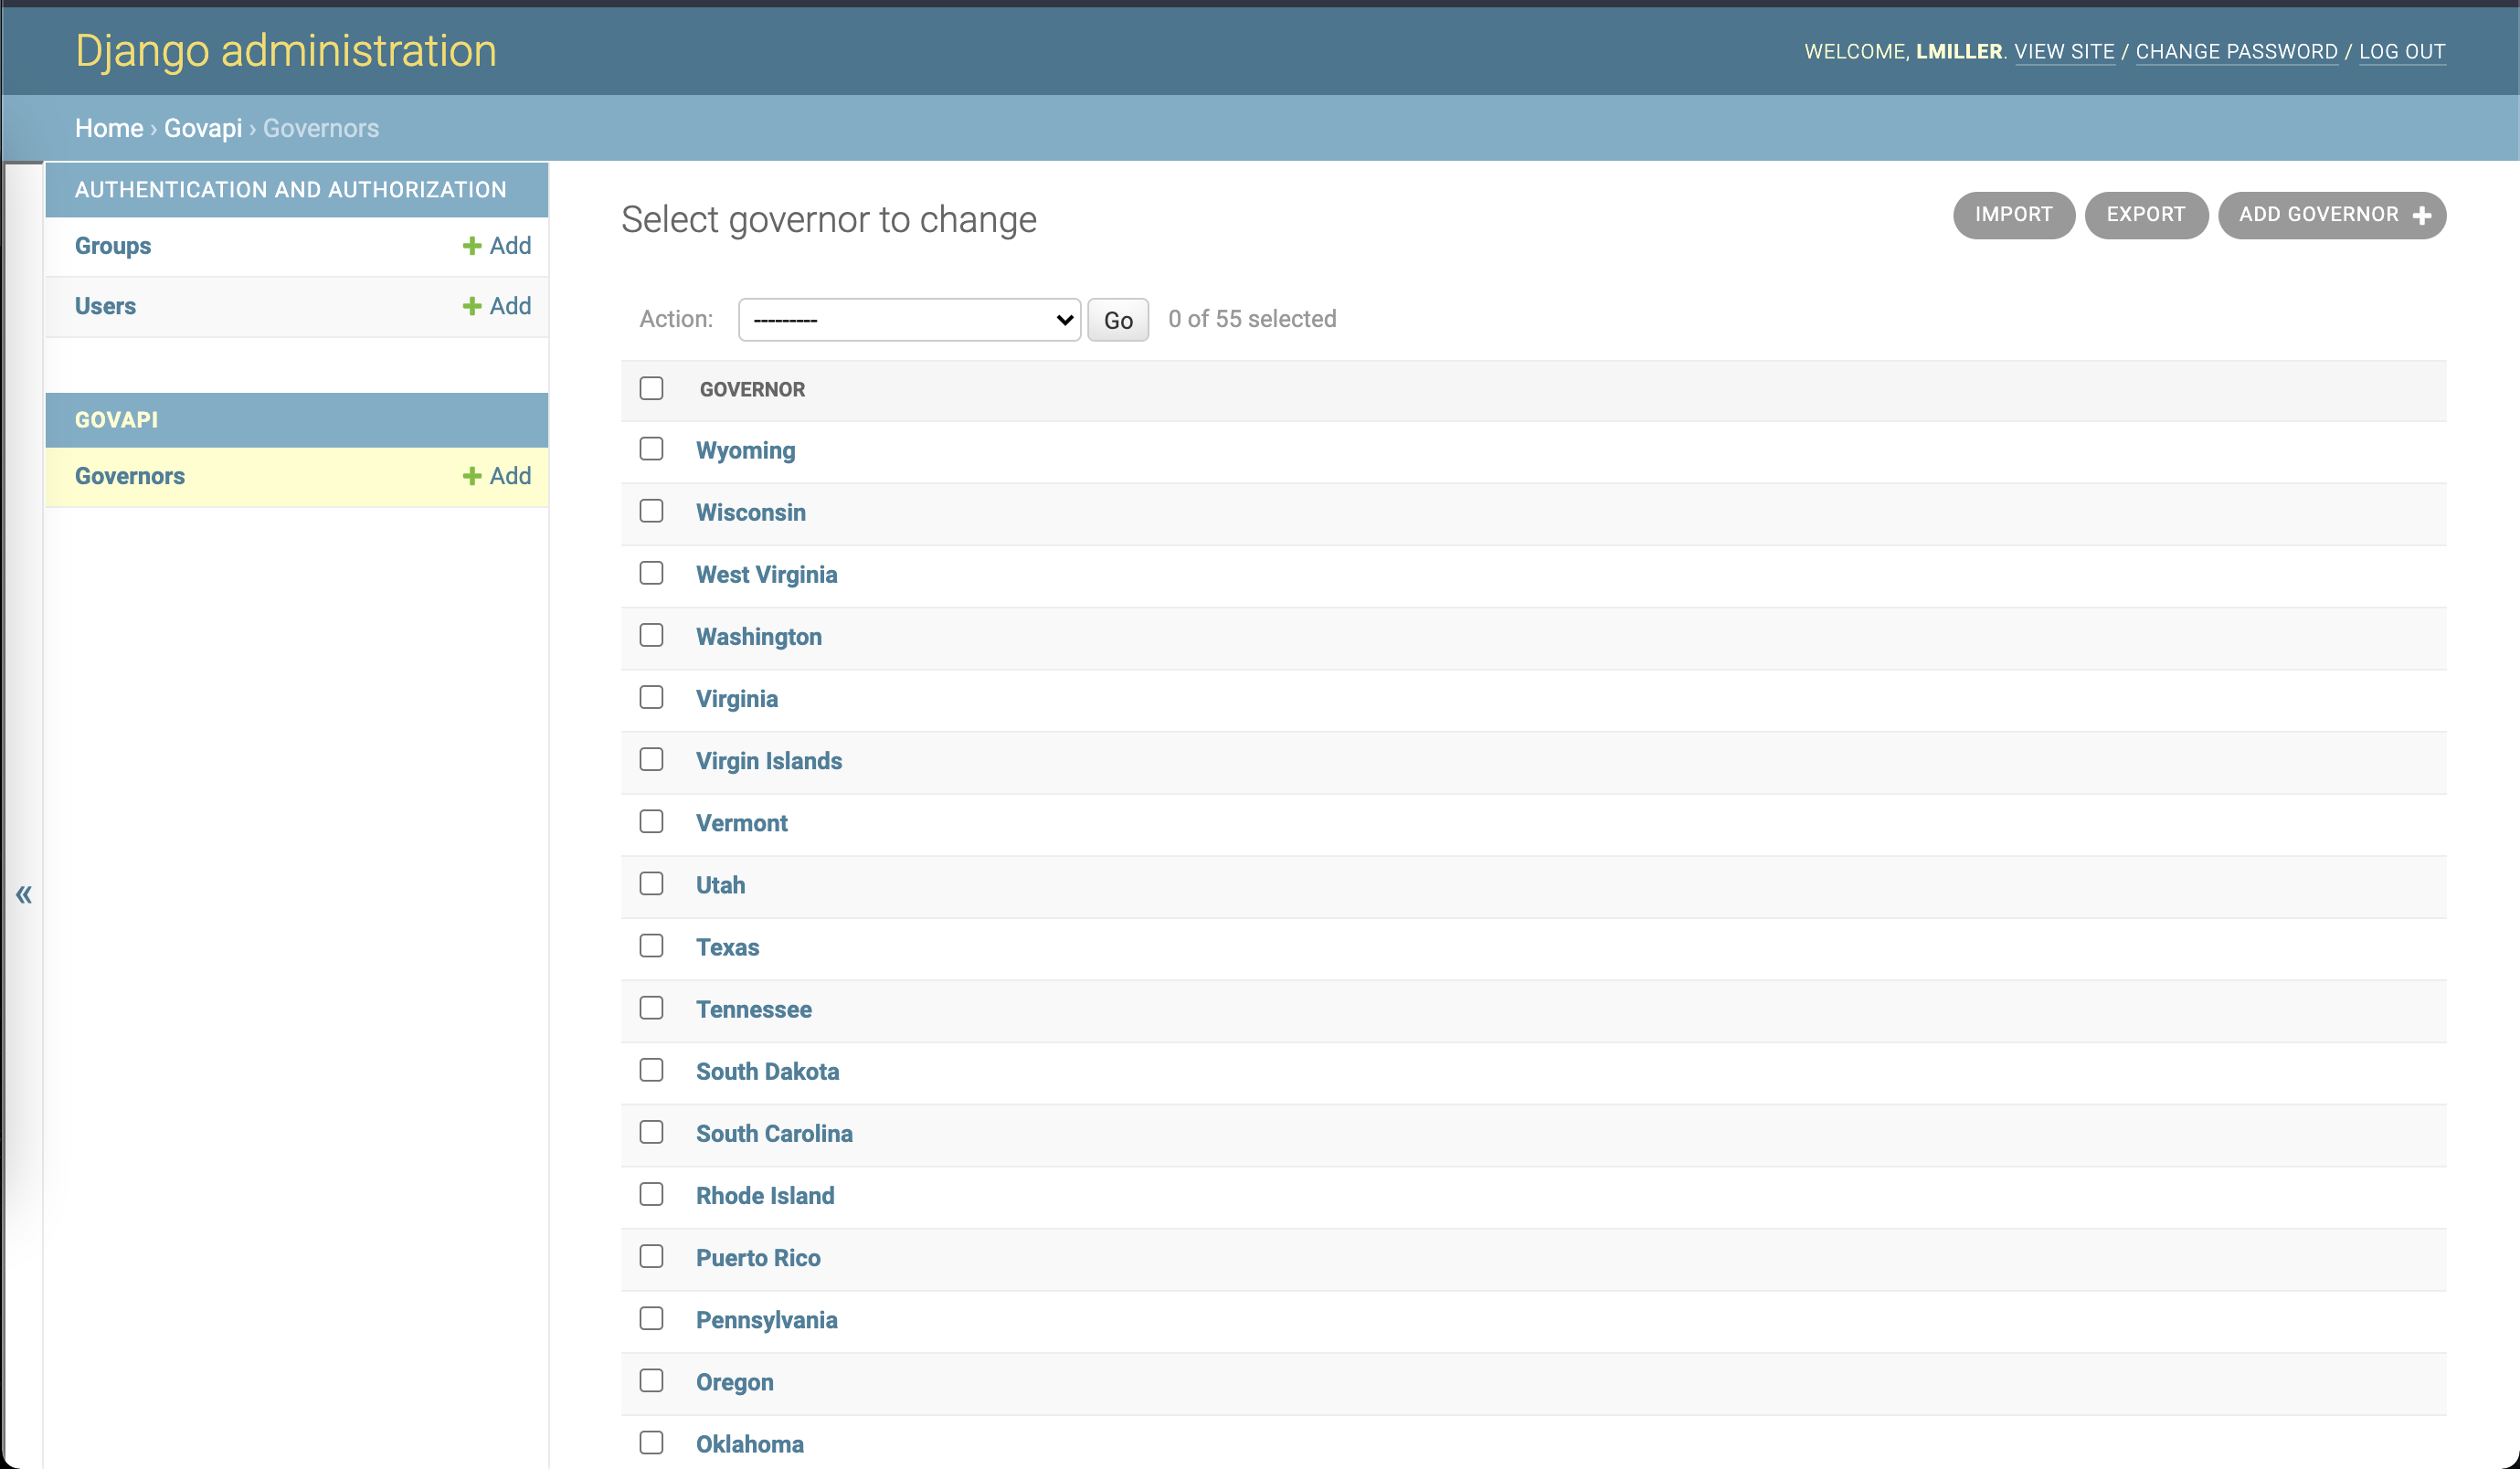 Django administration
WELCOME, LMILLER. VIEW SITE / CHANGE PASSWORD / LOG OUT
Home › Govapi › Governors
AUTHENTICATION AND AUTHORIZATION
Groups + Add
Users + Add
GOVAPI
Governors + Add
«
Select governor to change
IMPORT EXPORT ADD GOVERNOR +
Action: --------- Go 0 of 55 selected
GOVERNOR
Wyoming
Wisconsin
West Virginia
Washington
Virginia
Virgin Islands
Vermont
Utah
Texas
Tennessee
South Dakota
South Carolina
Rhode Island
Puerto Rico
Pennsylvania
Oregon
Oklahoma